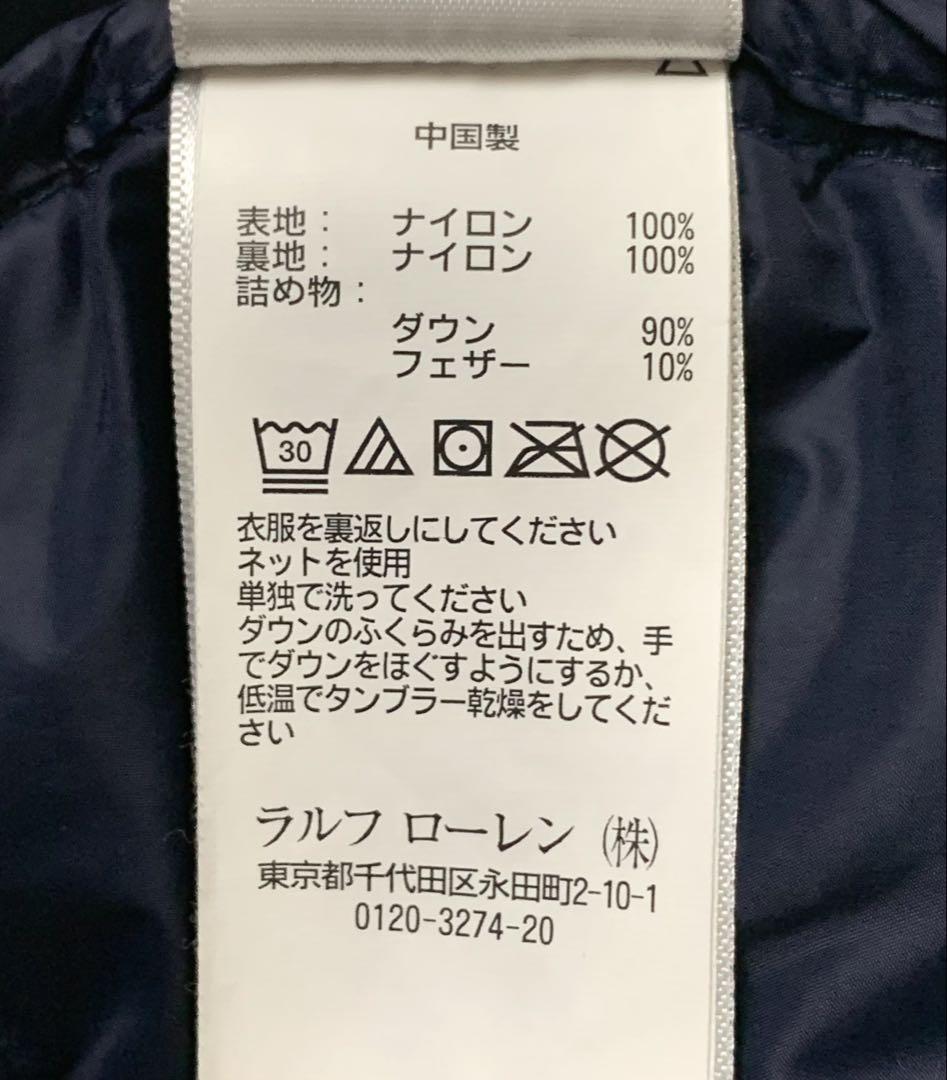 中国製
表地： ナイロン 100%
裏地： ナイロン 100%
詰め物：
ダウン 90%
フェザー 10%
30
衣服を裏返しにしてください
ネットを使用
単独で洗ってください
ダウンのふくらみを出すため、手
でダウンをほぐすようにするか、
低温でタンブラー乾燥をしてくだ
さい
ラルフ ローレン (株)
東京都千代田区永田町2-10-1
0120-3274-20